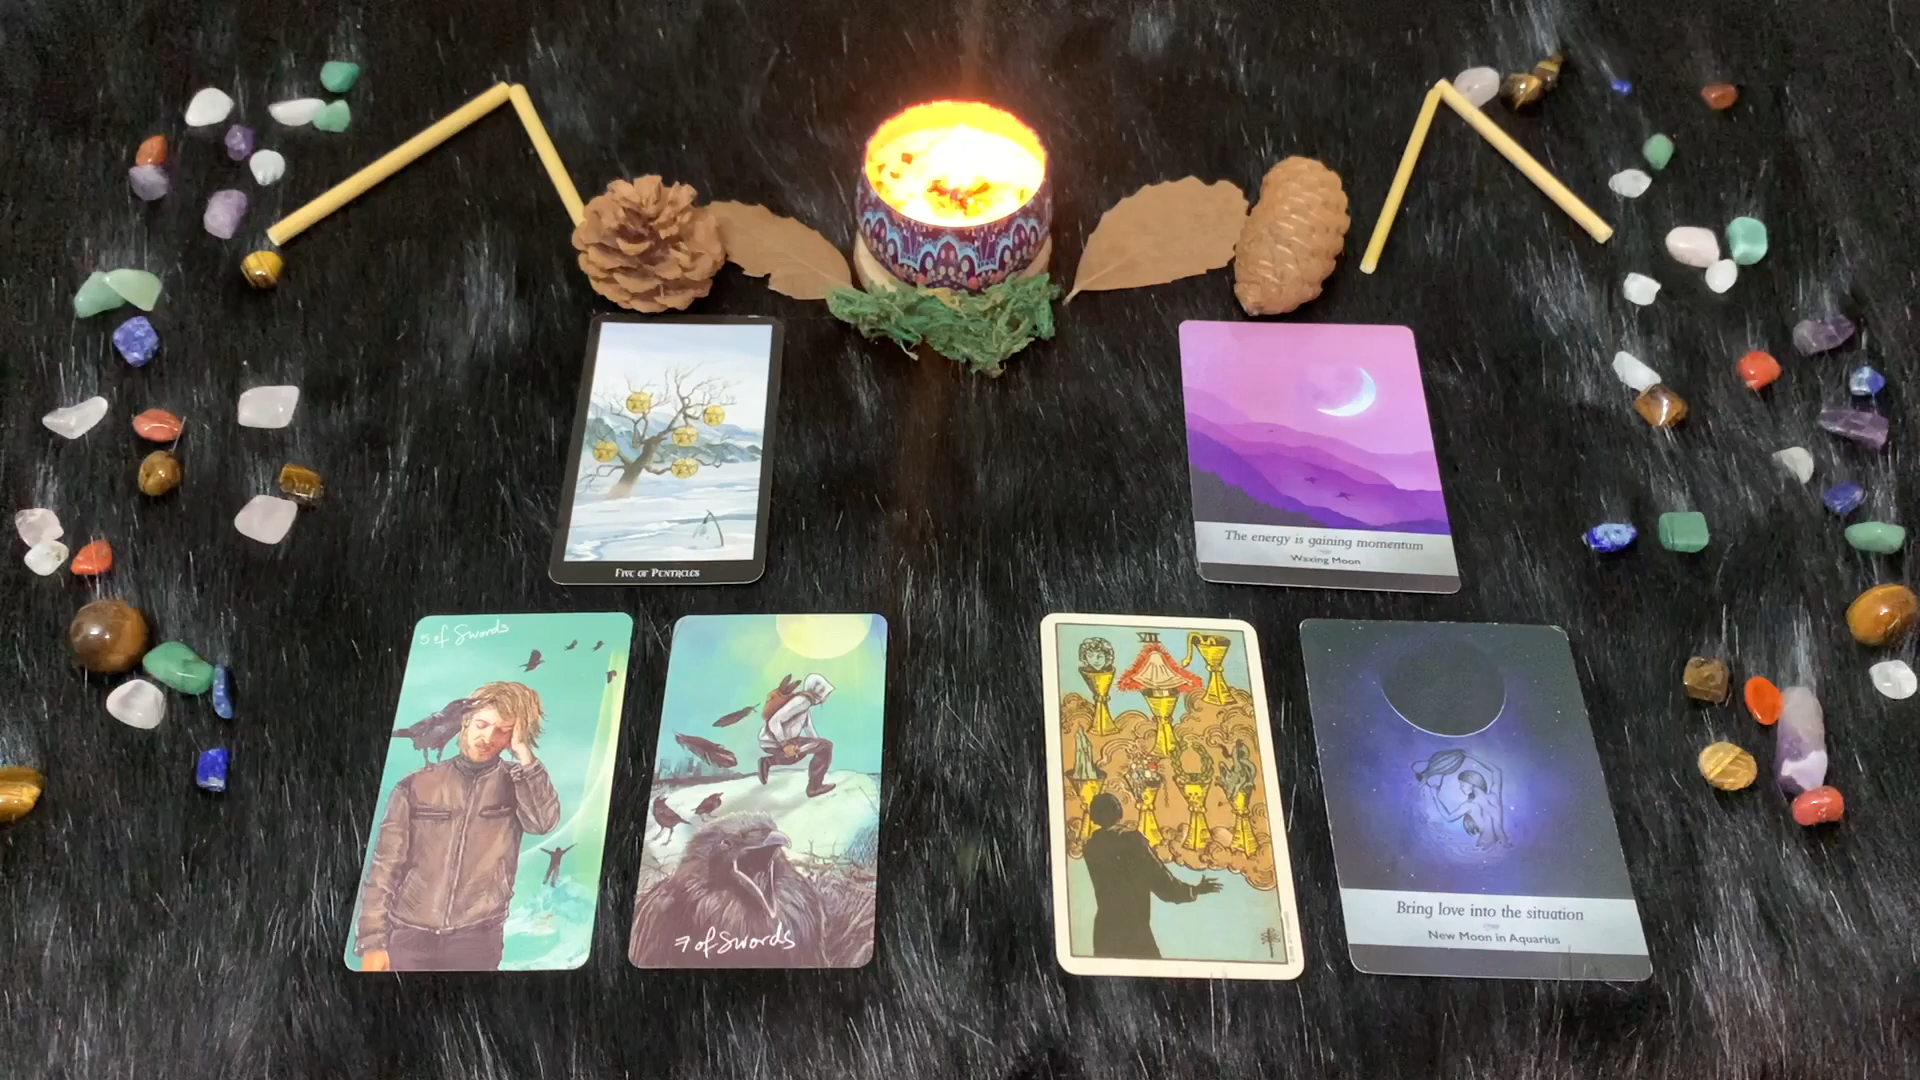 Five of Pentacles
The energy is gaining momentum
Waxing Moon
5 of Swords
7 of Swords
VII
Bring love into the situation
New Moon in Aquarius